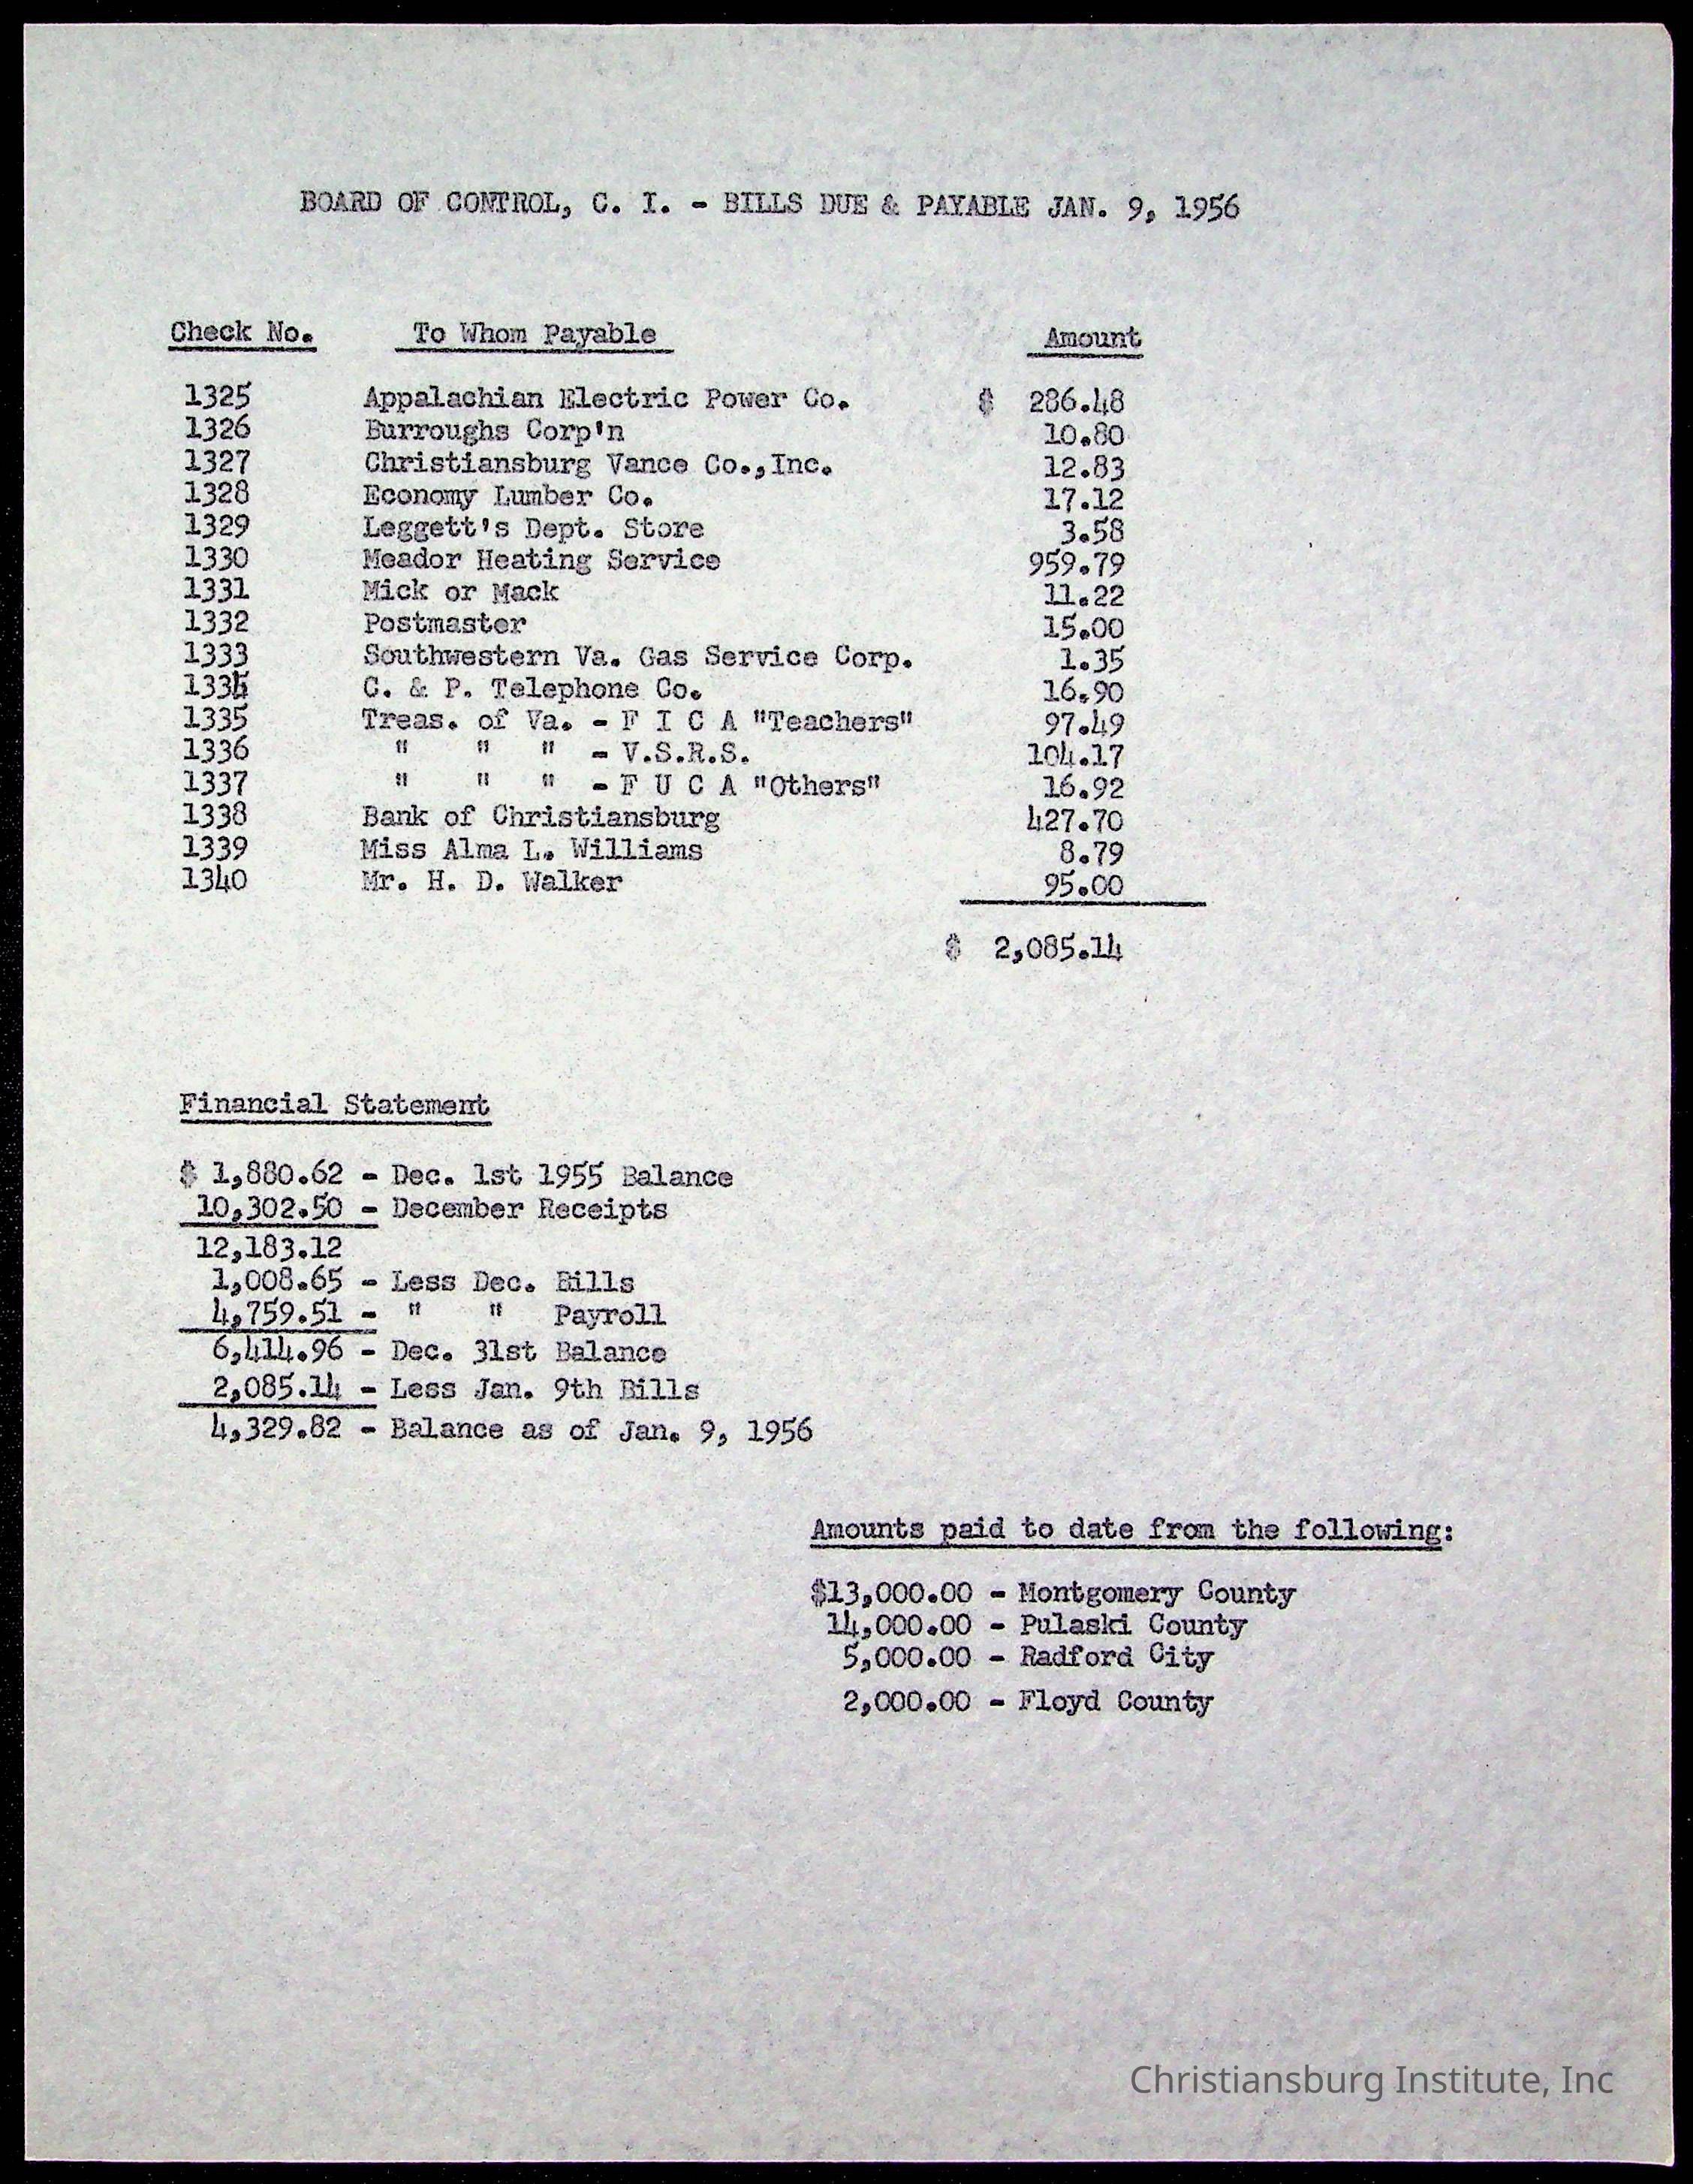 BOARD OF CONTROL, C. I. - BILLS DUE & PAYABLE JAN. 9, 1956
Check No. To Whom Payable Amount
1325 Appalachian Electric Power Co. $ 286.48
1326 Burroughs Corp'n 10.80
1327 Christiansburg Vance Co.,Inc. 12.83
1328 Economy Lumber Co. 17.12
1329 Leggett's Dept. Store 3.58
1330 Meador Heating Service 959.79
1331 Mick or Mack 11.22
1332 Postmaster 15.00
1333 Southwestern Va. Gas Service Corp. 1.35
1334 C. & P. Telephone Co. 16.90
1335 Treas. of Va. - F I C A "Teachers" 97.49
1336 " " " - V.S.R.S. 104.17
1337 " " " - F U C A "Others" 16.92
1338 Bank of Christiansburg 427.70
1339 Miss Alma L. Williams 8.79
1340 Mr. H. D. Walker 95.00
$ 2,085.14
Financial Statement
$ 1,880.62 - Dec. 1st 1955 Balance
10,302.50 - December Receipts
12,183.12
1,008.65 - Less Dec. Bills
4,759.51 - " " Payroll
6,414.96 - Dec. 31st Balance
2,085.14 - Less Jan. 9th Bills
4,329.82 - Balance as of Jan. 9, 1956
Amounts paid to date from the following:
$13,000.00 - Montgomery County
14,000.00 - Pulaski County
5,000.00 - Radford City
2,000.00 - Floyd County
Christiansburg Institute, Inc